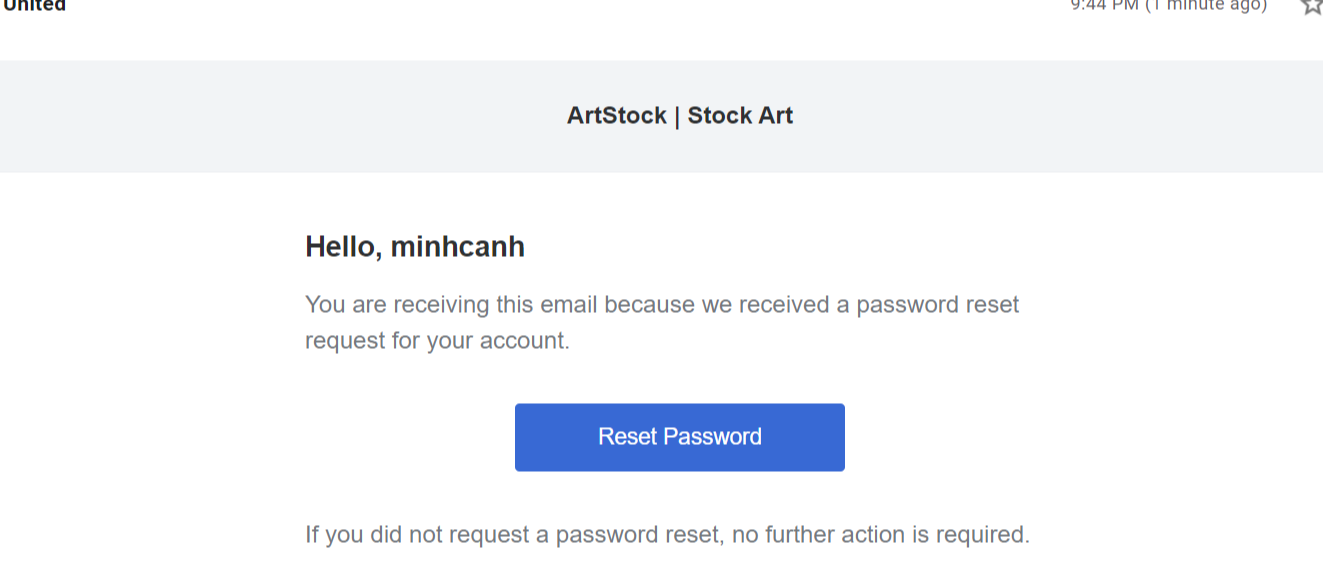 United
9:44 PM (1 minute ago)
ArtStock | Stock Art
Hello, minhcanh
You are receiving this email because we received a password reset
request for your account.
Reset Password
If you did not request a password reset, no further action is required.